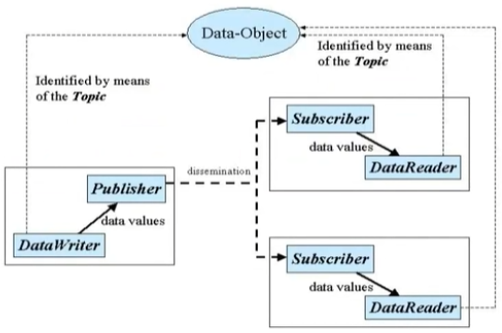 Data-Object
Identified by means
of the Topic
Identified by means
of the Topic
Subscriber
data values
DataReader
dissemination
Publisher
data values
DataWriter
Subscriber
data values
DataReader